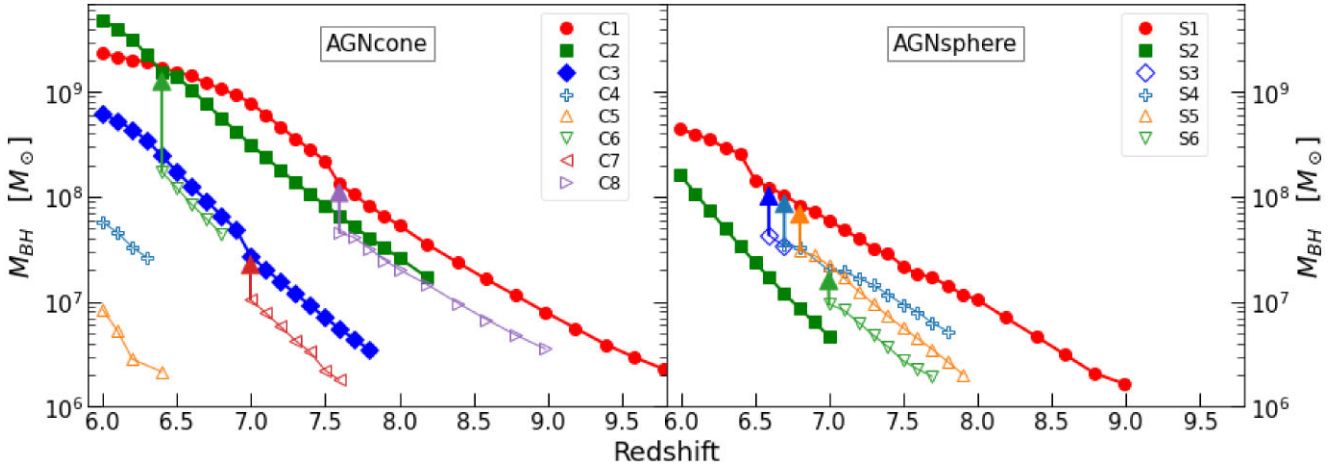 AGNcone
C1
C2
C3
C4
C5
C6
C7
C8
AGNsphere
S1
S2
S3
S4
S5
S6
10⁹
10⁸
10⁷
10⁶
M_BH [M_⊙]
10⁹
10⁸
10⁷
10⁶
M_BH [M_⊙]
6.0 6.5 7.0 7.5 8.0 8.5 9.0 9.5
6.0 6.5 7.0 7.5 8.0 8.5 9.0 9.5
Redshift